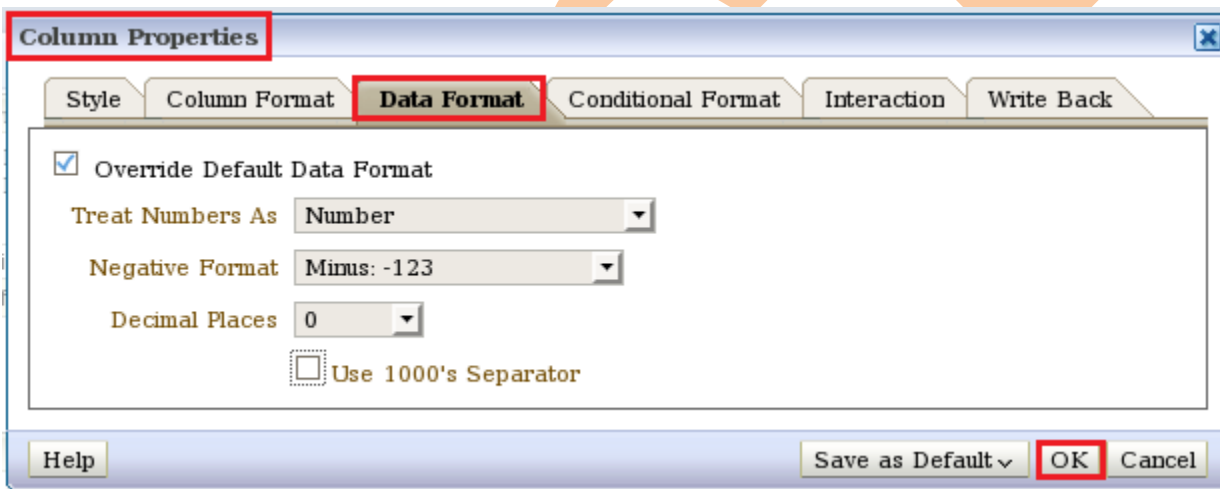 Column Properties
Style Column Format Data Format Conditional Format Interaction Write Back
Override Default Data Format
Treat Numbers As Number
Negative Format Minus: -123
Decimal Places 0
Use 1000's Separator
Help Save as Default OK Cancel